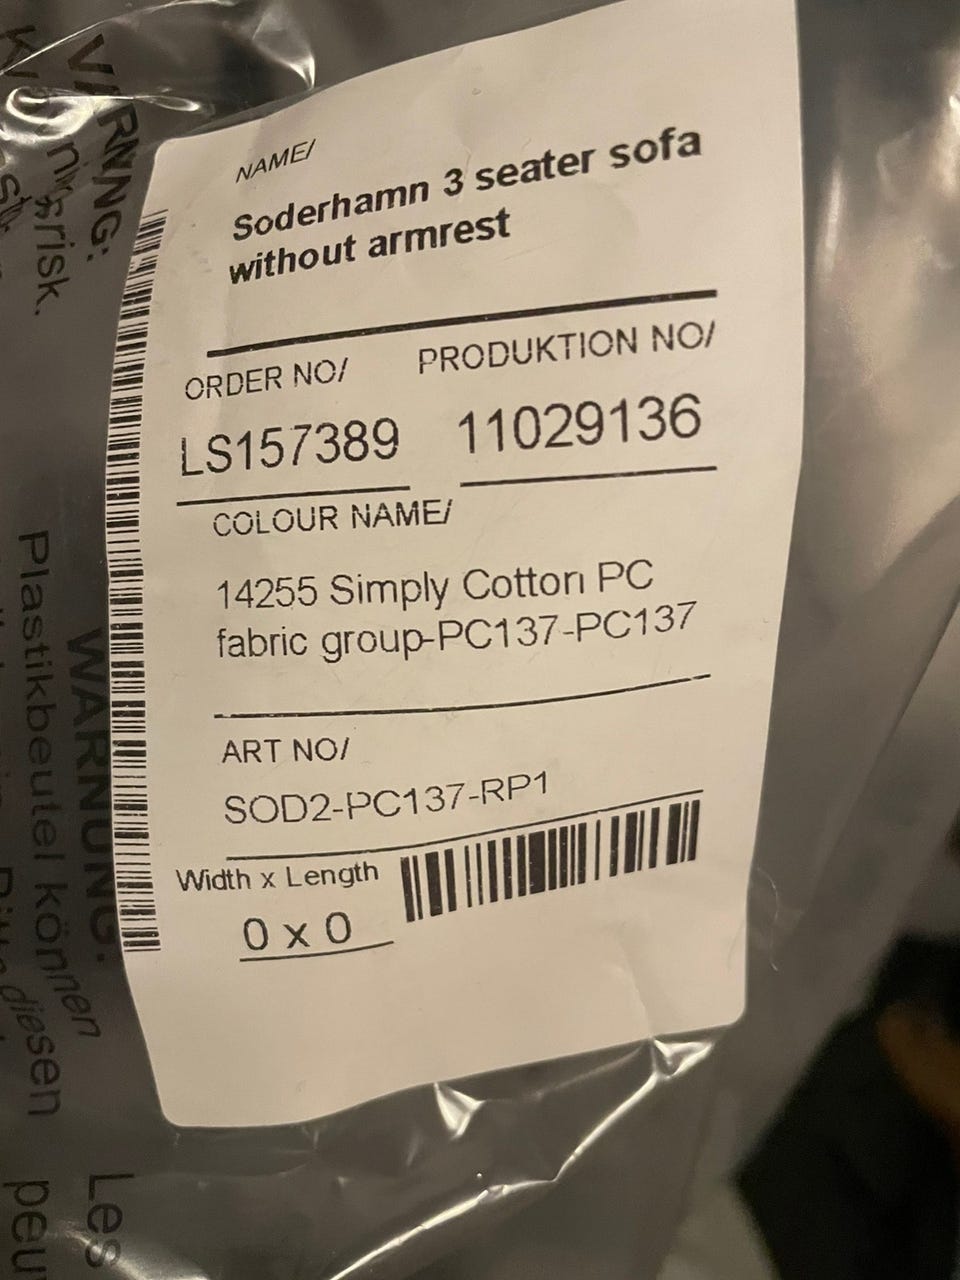 NAME/
Soderhamn 3 seater sofa
without armrest
ORDER NO/ PRODUKTION NO/
LS157389 11029136
COLOUR NAME/
14255 Simply Cotton PC
fabric group-PC137-PC137
ART NO/
SOD2-PC137-RP1
Width x Length
0 x 0
WARNUNG:
Plastikbeutel können
diesen
Les